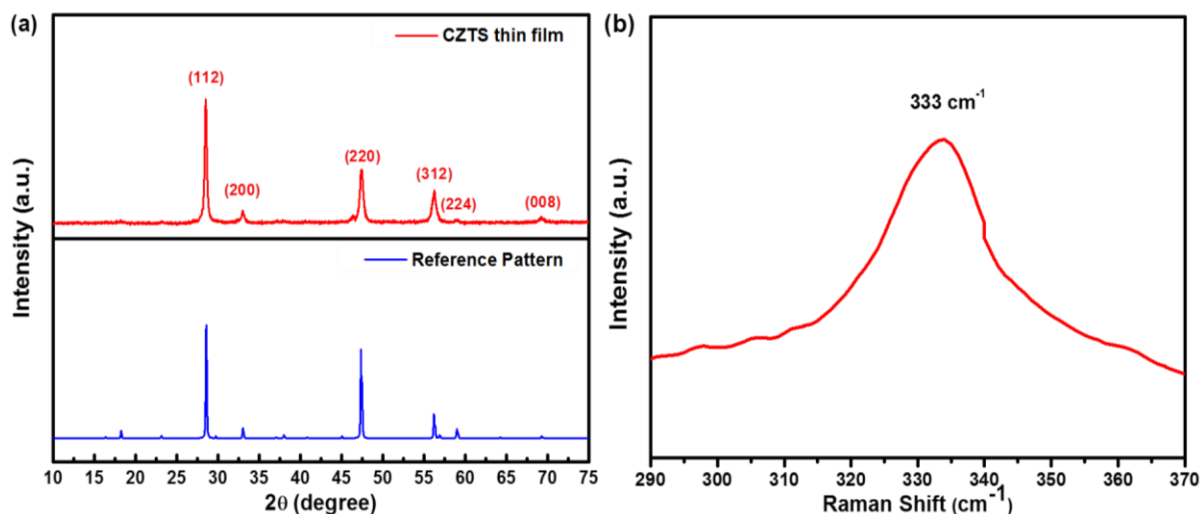 (a)
CZTS thin film
(112)
(200)
(220)
(312)
(224)
(008)
Intensity (a.u.)
Reference Pattern
Intensity (a.u.)
10 15 20 25 30 35 40 45 50 55 60 65 70 75
2θ (degree)
(b)
333 cm⁻¹
Intensity (a.u.)
290 300 310 320 330 340 350 360 370
Raman Shift (cm⁻¹)